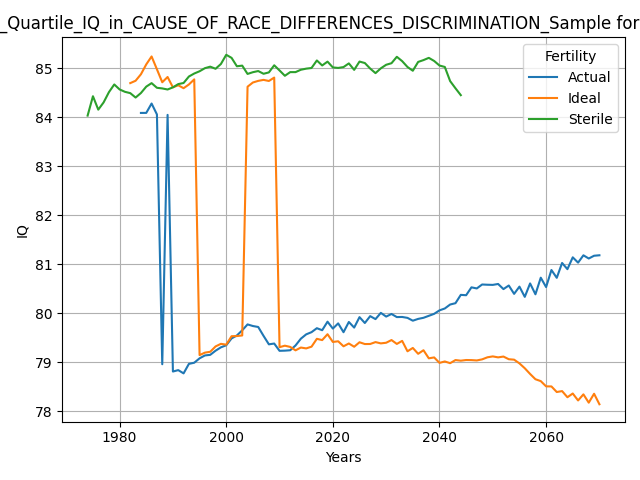 _Quartile_IQ_in_CAUSE_OF_RACE_DIFFERENCES_DISCRIMINATION_Sample for
Fertility
Actual
Ideal
Sterile
IQ
85
84
83
82
81
80
79
78
1980
2000
2020
2040
2060
Years